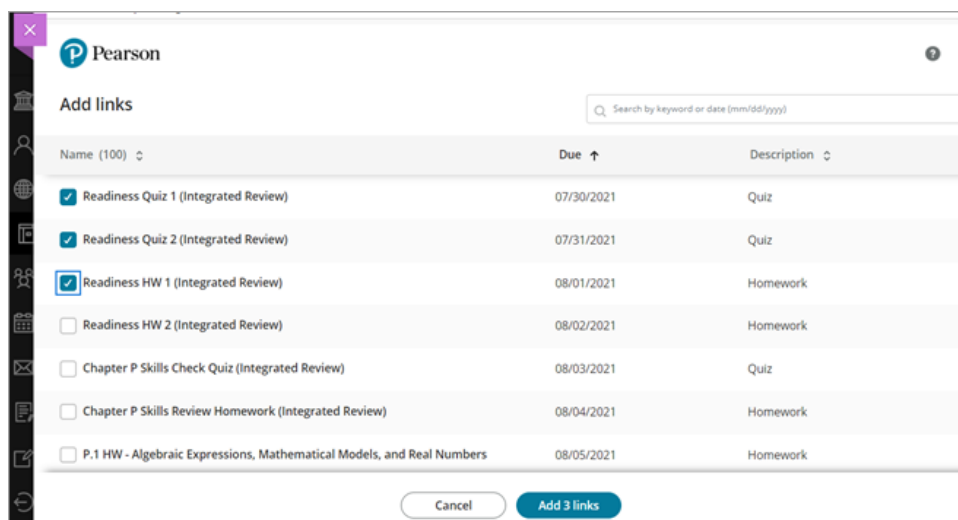 Pearson
Add links
Search by keyword or date (mm/dd/yyyy)
Name (100) Due Description
Readiness Quiz 1 (Integrated Review) 07/30/2021 Quiz
Readiness Quiz 2 (Integrated Review) 07/31/2021 Quiz
Readiness HW 1 (Integrated Review) 08/01/2021 Homework
Readiness HW 2 (Integrated Review) 08/02/2021 Homework
Chapter P Skills Check Quiz (Integrated Review) 08/03/2021 Quiz
Chapter P Skills Review Homework (Integrated Review) 08/04/2021 Homework
P.1 HW - Algebraic Expressions, Mathematical Models, and Real Numbers 08/05/2021 Homework
Cancel Add 3 links